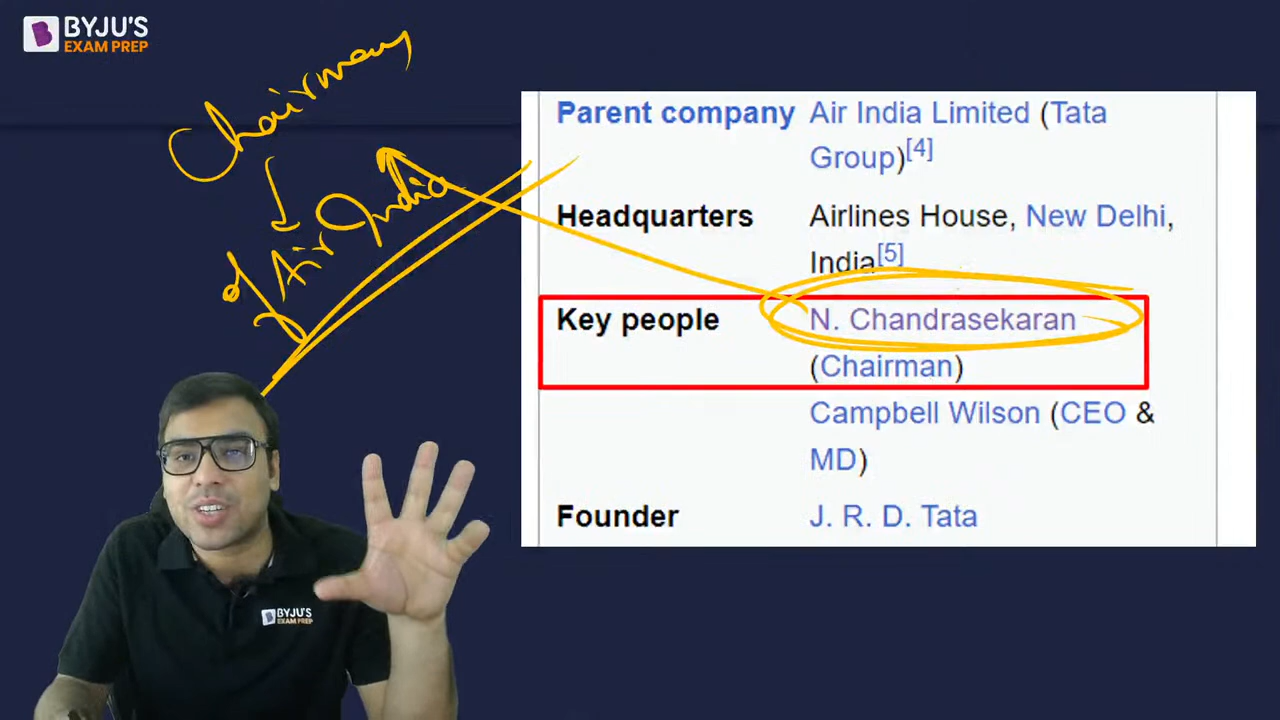 BYJU'S
EXAM PREP
Chairman
of Air India
Parent company Air India Limited (Tata
Group)[4]
Headquarters Airlines House, New Delhi,
India[5]
Key people N. Chandrasekaran
(Chairman)
Campbell Wilson (CEO &
MD)
Founder J. R. D. Tata
BYJU'S
EXAM PREP